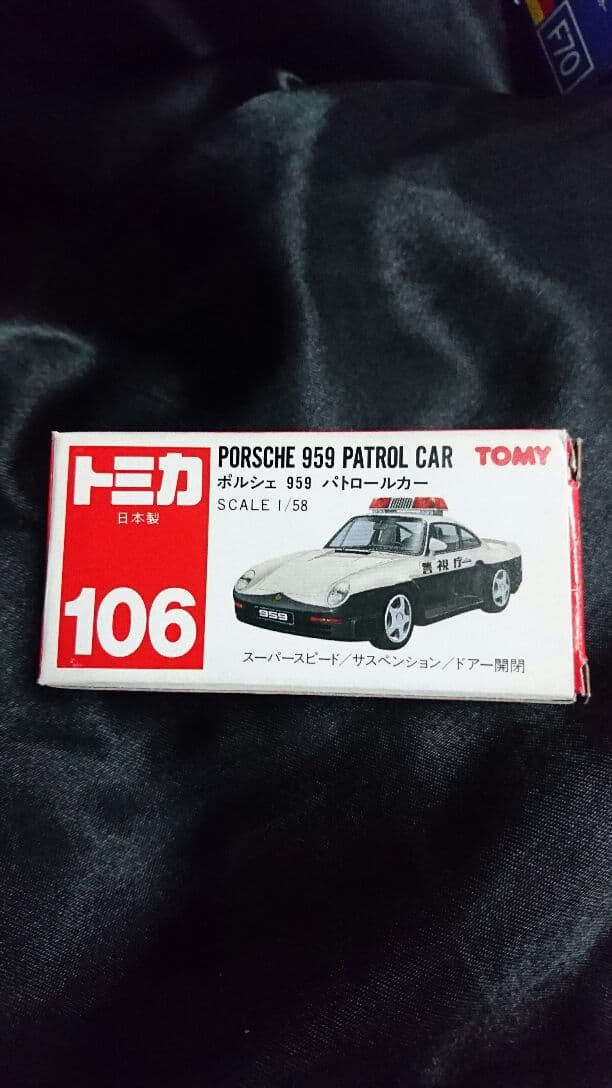 F70
トミカ
日本製
106
PORSCHE 959 PATROL CAR
TOMY
ポルシェ 959 パトロールカー
SCALE 1/58
警視庁
959
スーパースピード/サスペンション/ドアー開閉